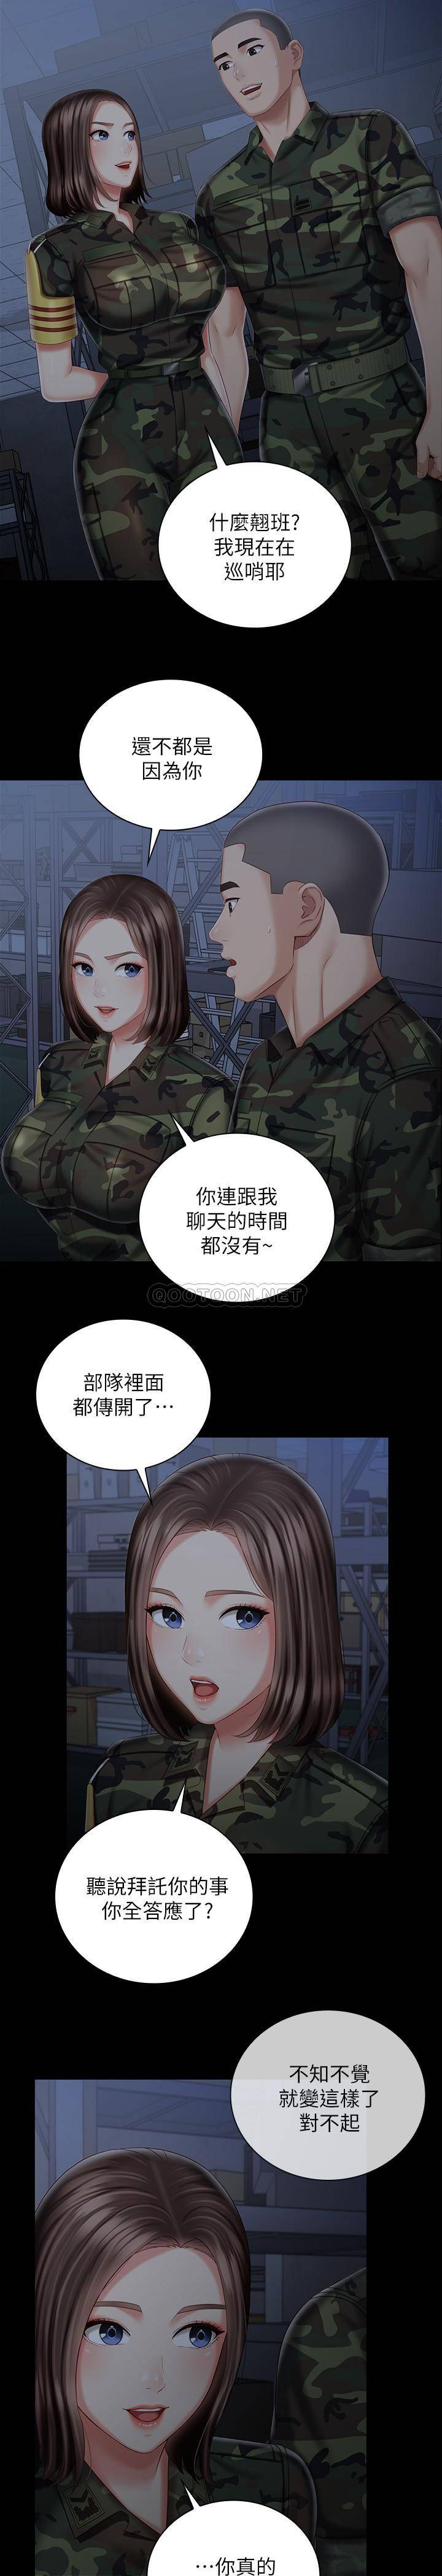 什麼翹班?
我現在在
巡哨耶
還不都是
因為你
你連跟我
聊天的時間
都沒有~
QOOTOON.NET
部隊裡面
都傳開了…
聽說拜託你的事
你全答應了?
不知不覺
就變這樣了
對不起
…你真的